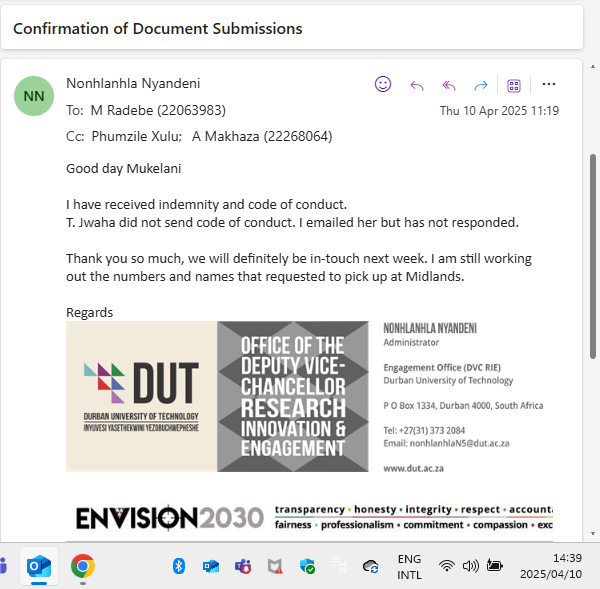 Confirmation of Document Submissions
NN
Nonhlanhla Nyandeni
To: M Radebe (22063983)
Thu 10 Apr 2025 11:19
Cc: Phumzile Xulu; A Makhaza (22268064)
Good day Mukelani
I have received indemnity and code of conduct.
T. Jwaha did not send code of conduct. I emailed her but has not responded.
Thank you so much, we will definitely be in-touch next week. I am still working
out the numbers and names that requested to pick up at Midlands.
Regards
DUT
DURBAN UNIVERSITY OF TECHNOLOGY
INYUVESI YASETHEKWINI YEZOBUCHWEPHESHE
OFFICE OF THE
DEPUTY VICE-
CHANCELLOR
RESEARCH
INNOVATION &
ENGAGEMENT
NONHLANHLA NYANDENI
Administrator
Engagement Office (DVC RIE)
Durban University of Technology
P O Box 1334, Durban 4000, South Africa
Tel: +27(31) 373 2084
Email: nonhlanhlaN5@dut.ac.za
www.dut.ac.za
ENVISION2030
transparency • honesty • integrity • respect • accounta
fairness • professionalism • commitment • compassion • exc
ENG
INTL
14:39
2025/04/10